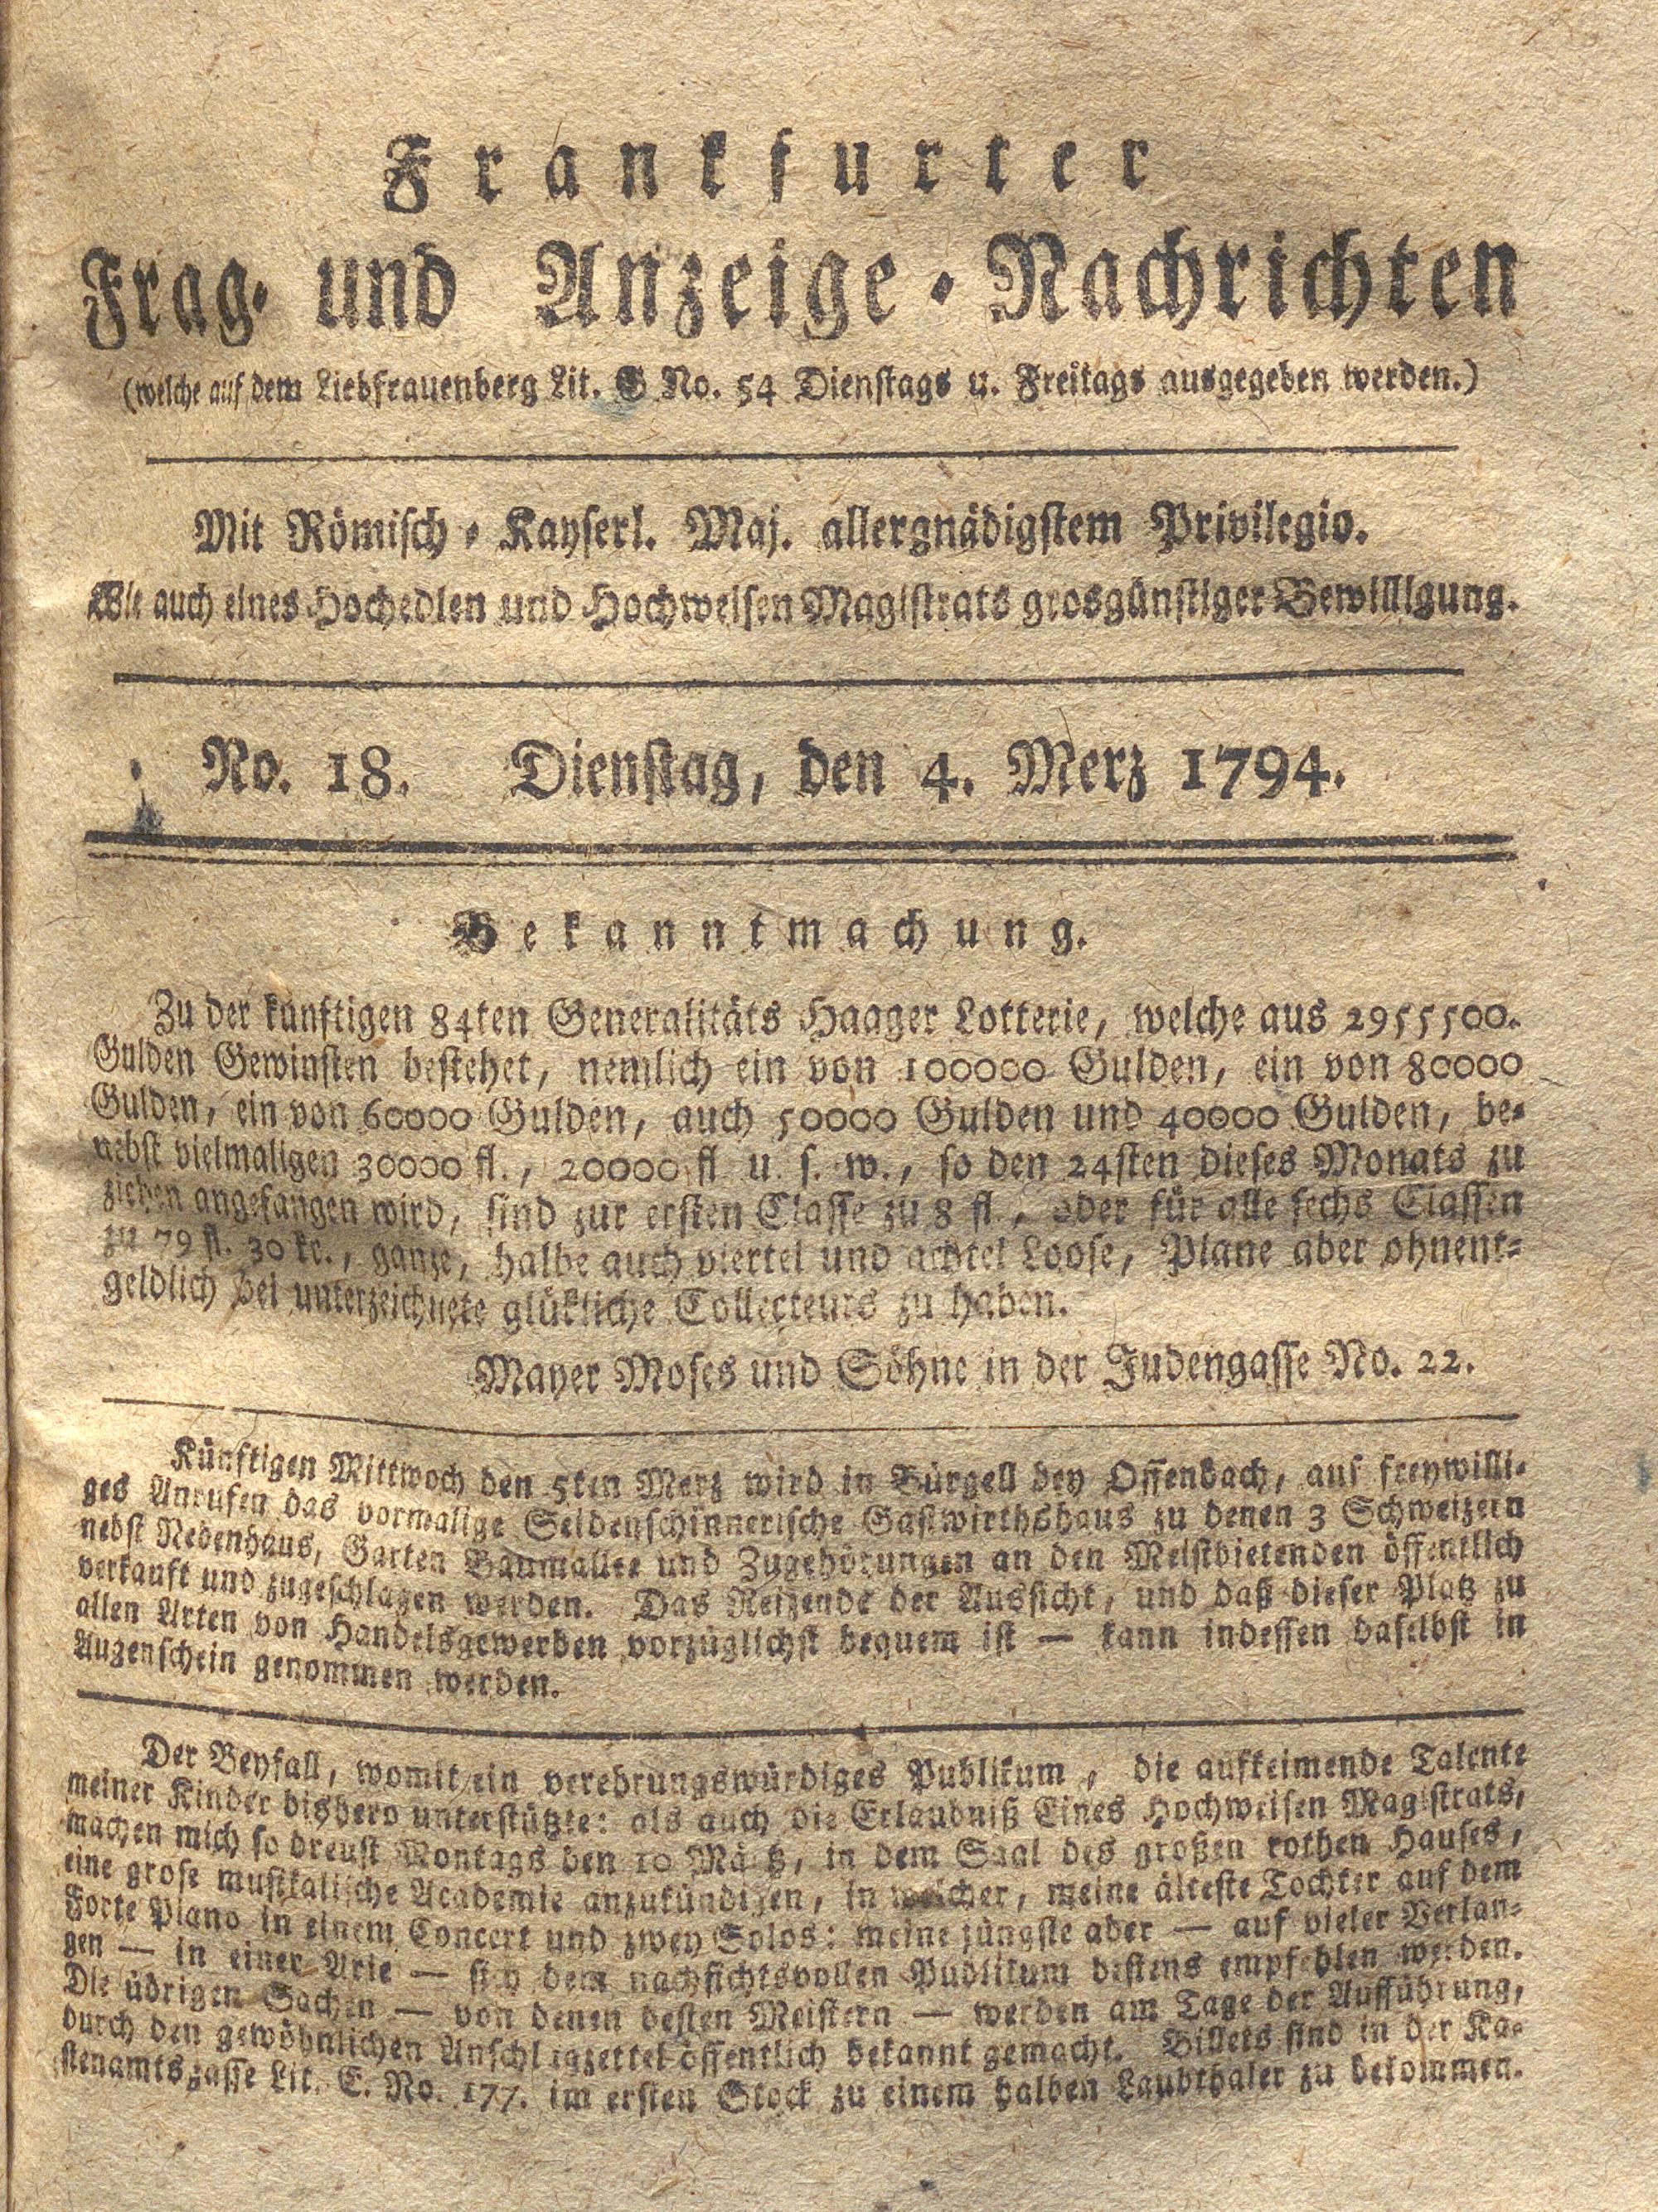 Frankfurter
Frag- und Anzeige-Nachrichten
(welche auf dem Liebfrauenberg Lit. G No. 54 Dienstags u. Freitags ausgegeben werden.)
Mit Römisch-Kayserl. Maj. allergnädigstem Privilegio.
Wie auch eines Hochedlen und Hochweisen Magistrats grosgünstiger Bewilligung.
No. 18. Dienstag, den 4. Merz 1794.
Bekanntmachung.
Zu der künftigen 84ten Generalitäts Haager Lotterie, welche aus 2955500.
Gulden Gewinsten bestehet, nemlich ein von 100000 Gulden, ein von 80000
Gulden, ein von 60000 Gulden, auch 50000 Gulden und 40000 Gulden, be-
nebst vielmaligen 30000 fl., 20000 fl u. s. w., so den 24sten dieses Monats zu
ziehen angefangen wird, sind zur ersten Classe zu 8 fl., oder für alle sechs Classen
zu 79 fl. 30 kr., ganze, halbe auch viertel und achtel Loose, Plane aber ohnent-
geldlich bei unterzeichnete glükliche Collecteurs zu haben.
Mayer Moses und Söhne in der Judengasse No. 22.
Künftigen Mittwoch den 5ten Merz wird in Bürgell bey Offenbach, auf freywilli-
ges Anrufen das vormalige Seidenschinnerische Gastwirthshaus zu denen 3 Schweizern
nebst Nebenhaus, Garten Baumallee und Zugehörungen an den Meistbietenden öffentlich
verkauft und zugeschlagen werden. Das Reizende der Aussicht, und daß dieser Platz zu
allen Arten von Handelsgewerben vorzüglichst bequem ist — kann indessen daselbst in
Augenschein genommen werden.
Der Beyfall, womit ein verehrungswürdiges Publikum, die aufkeimende Talente
meiner Kinder bishero unterstützte: als auch die Erlaubniß Eines Hochweisen Magistrats,
machen mich so dreust Montags den 10 Märtz, in dem Saal des großen rothen Hauses,
eine grose musikalische Academie anzukündigen, in welcher, meine älteste Tochter auf dem
Forte Piano in einem Concert und zwey Solos: meine jüngste aber — auf vieler Verlan-
gen — in einer Arie — sich dem nachsichtsvollen Publikum bestens empfehlen werden.
Die übrigen Sachen — von denen besten Meistern — werden am Tage der Aufführung,
durch den gewöhnlichen Anschlagzettel öffentlich bekannt gemacht. Billets sind in der Ka-
stenamtsgasse Lit. E. No. 177. im ersten Stock zu einem halben Laubthaler zu bekommen.